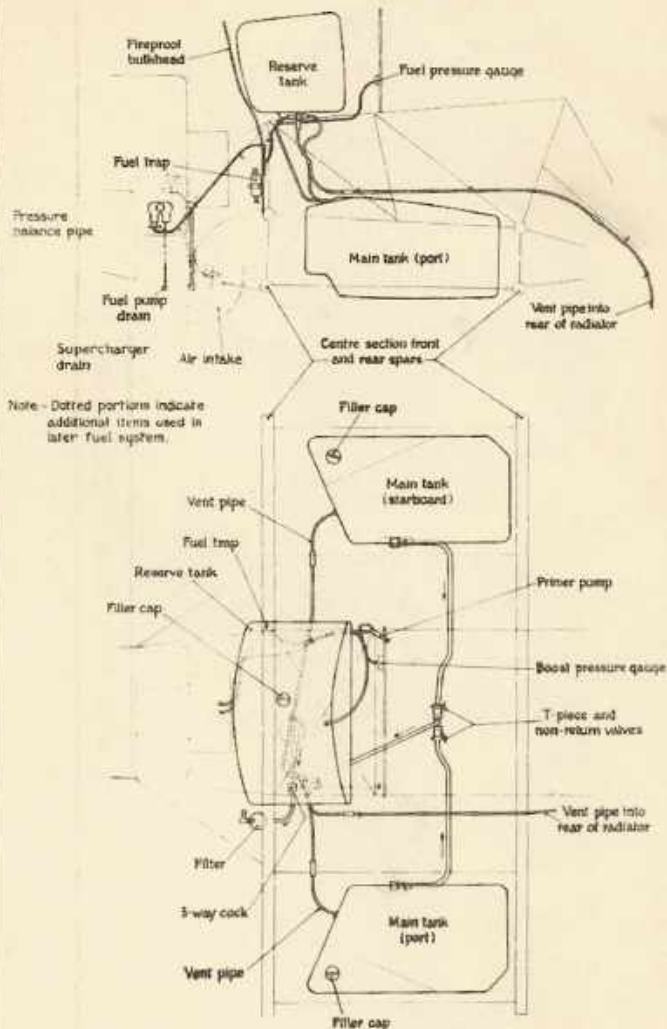 Fireproof
bulkhead
Reserve
tank
Fuel pressure gauge
Fuel trap
Pressure
balance pipe
Main tank (port)
Fuel pump
drain
Vent pipe into
rear of radiator
Supercharger
drain
Air intake
Centre section front
and rear spars
Note - Dotted portions indicate
additional items used in
later fuel system.
Filler cap
Main tank
(starboard)
Vent pipe
Fuel trap
Reserve tank
Primer pump
Filler cap
Boost pressure gauge
T-piece and
non-return valves
Vent pipe into
rear of radiator
Filter
3-way cock
Main tank
(port)
Vent pipe
Filler cap